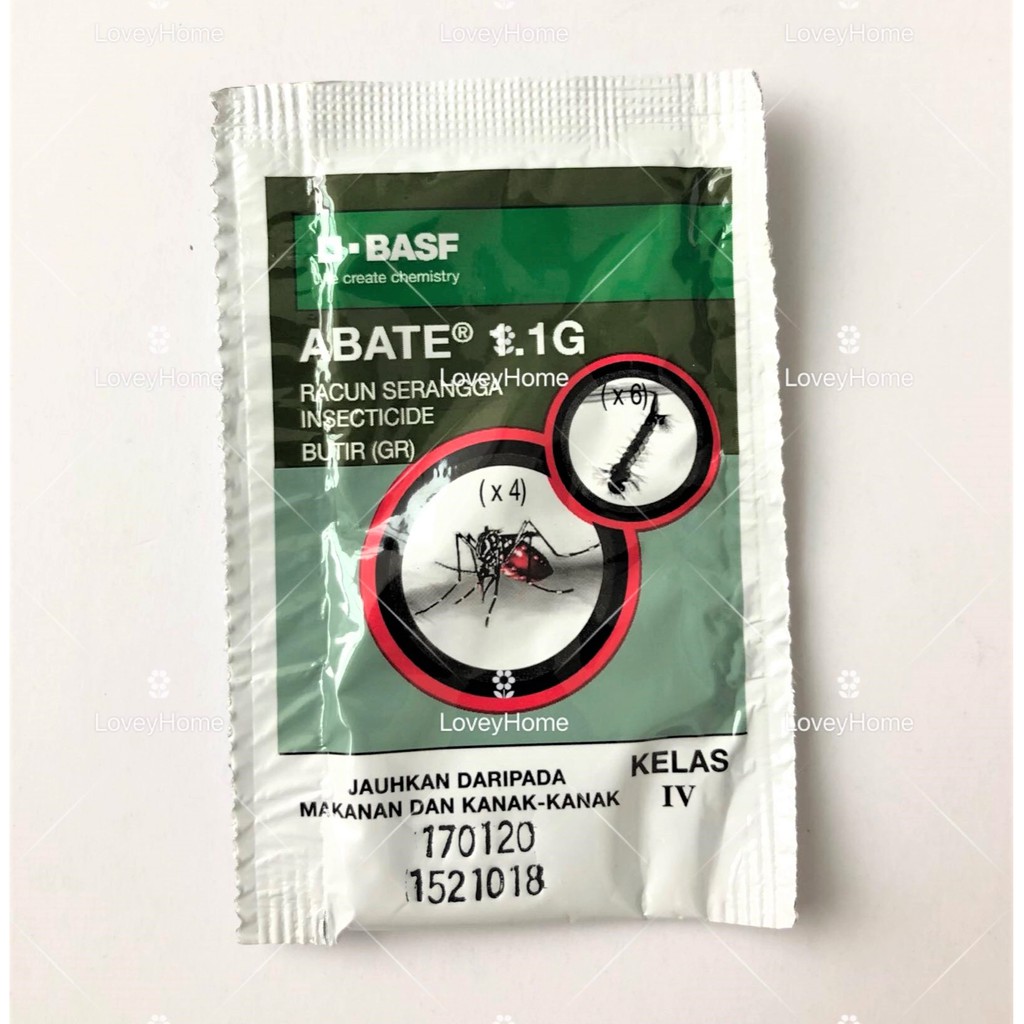 LoveyHome LoveyHome LoveyHome
BASF
We create chemistry
ABATE® 1.1G
RACUN SERANGGA
INSECTICIDE
BUTIR (GR)
(x 6)
(x 4)
LoveyHome LoveyHome LoveyHome
LoveyHome LoveyHome LoveyHome
JAUHKAN DARIPADA
MAKANAN DAN KANAK-KANAK
KELAS
IV
170120
1521018